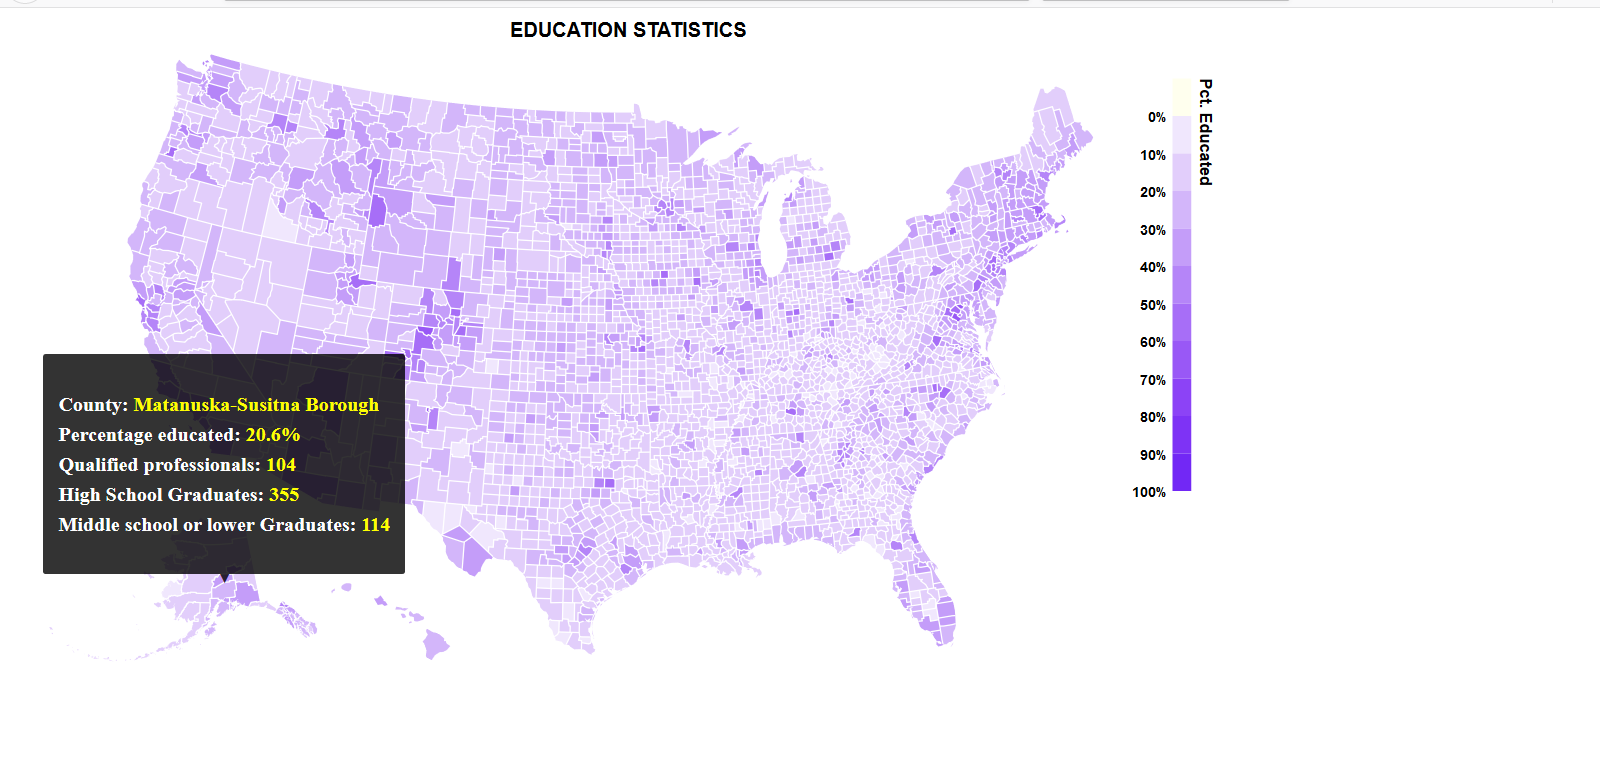 EDUCATION STATISTICS
Pct. Educated
0%
10%
20%
30%
40%
50%
60%
70%
80%
90%
100%
County: Matanuska-Susitna Borough
Percentage educated: 20.6%
Qualified professionals: 104
High School Graduates: 355
Middle school or lower Graduates: 114